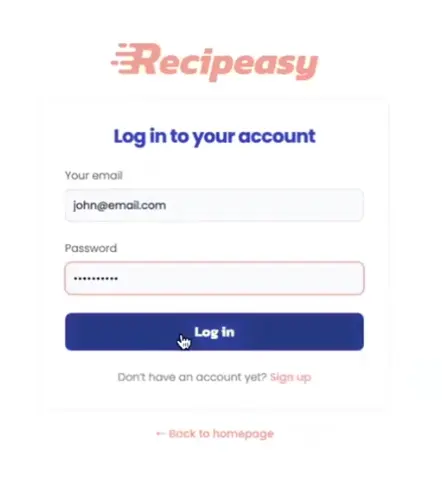 Recipeasy
Log in to your account
Your email
john@email.com
Password
••••••••••
Log in
Don't have an account yet? Sign up
← Back to homepage